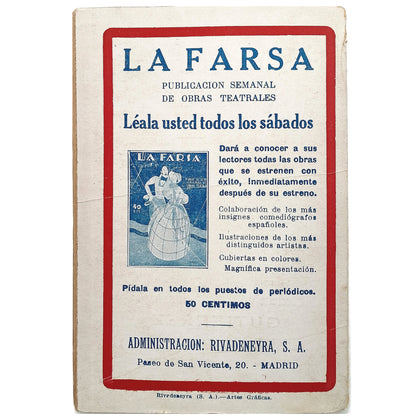 LA FARSA
PUBLICACION SEMANAL
DE OBRAS TEATRALES
Léala usted todos los sábados
LA FARSA
40
Dará a conocer a sus
lectores todas las obras
que se estrenen con
éxito, inmediatamente
después de su estreno.
Colaboración de los más
insignes comediógrafos
españoles.
Ilustraciones de los más
distinguidos artistas.
Cubiertas en colores.
Magnífica presentación.
Pídala en todos los puestos de periódicos.
50 CENTIMOS
ADMINISTRACION: RIVADENEYRA, S. A.
Paseo de San Vicente, 20. - MADRID
Rivadeneyra (S. A.).—Artes Gráficas.